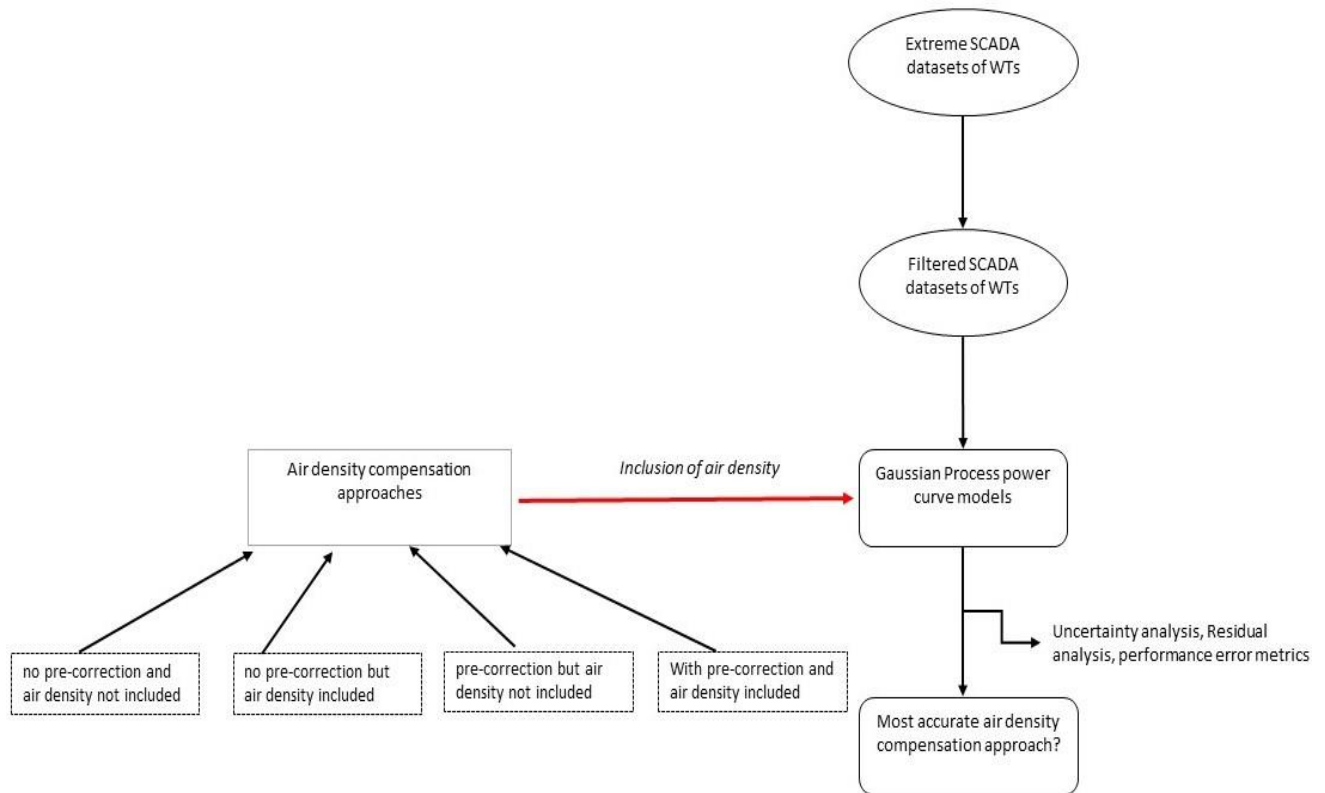 Extreme SCADA
datasets of WTs
Filtered SCADA
datasets of WTs
Air density compensation
approaches
Inclusion of air density
Gaussian Process power
curve models
no pre-correction and
air density not included
no pre-correction but
air density included
pre-correction but air
density not included
With pre-correction and
air density included
Uncertainty analysis, Residual
analysis, performance error metrics
Most accurate air density
compensation approach?